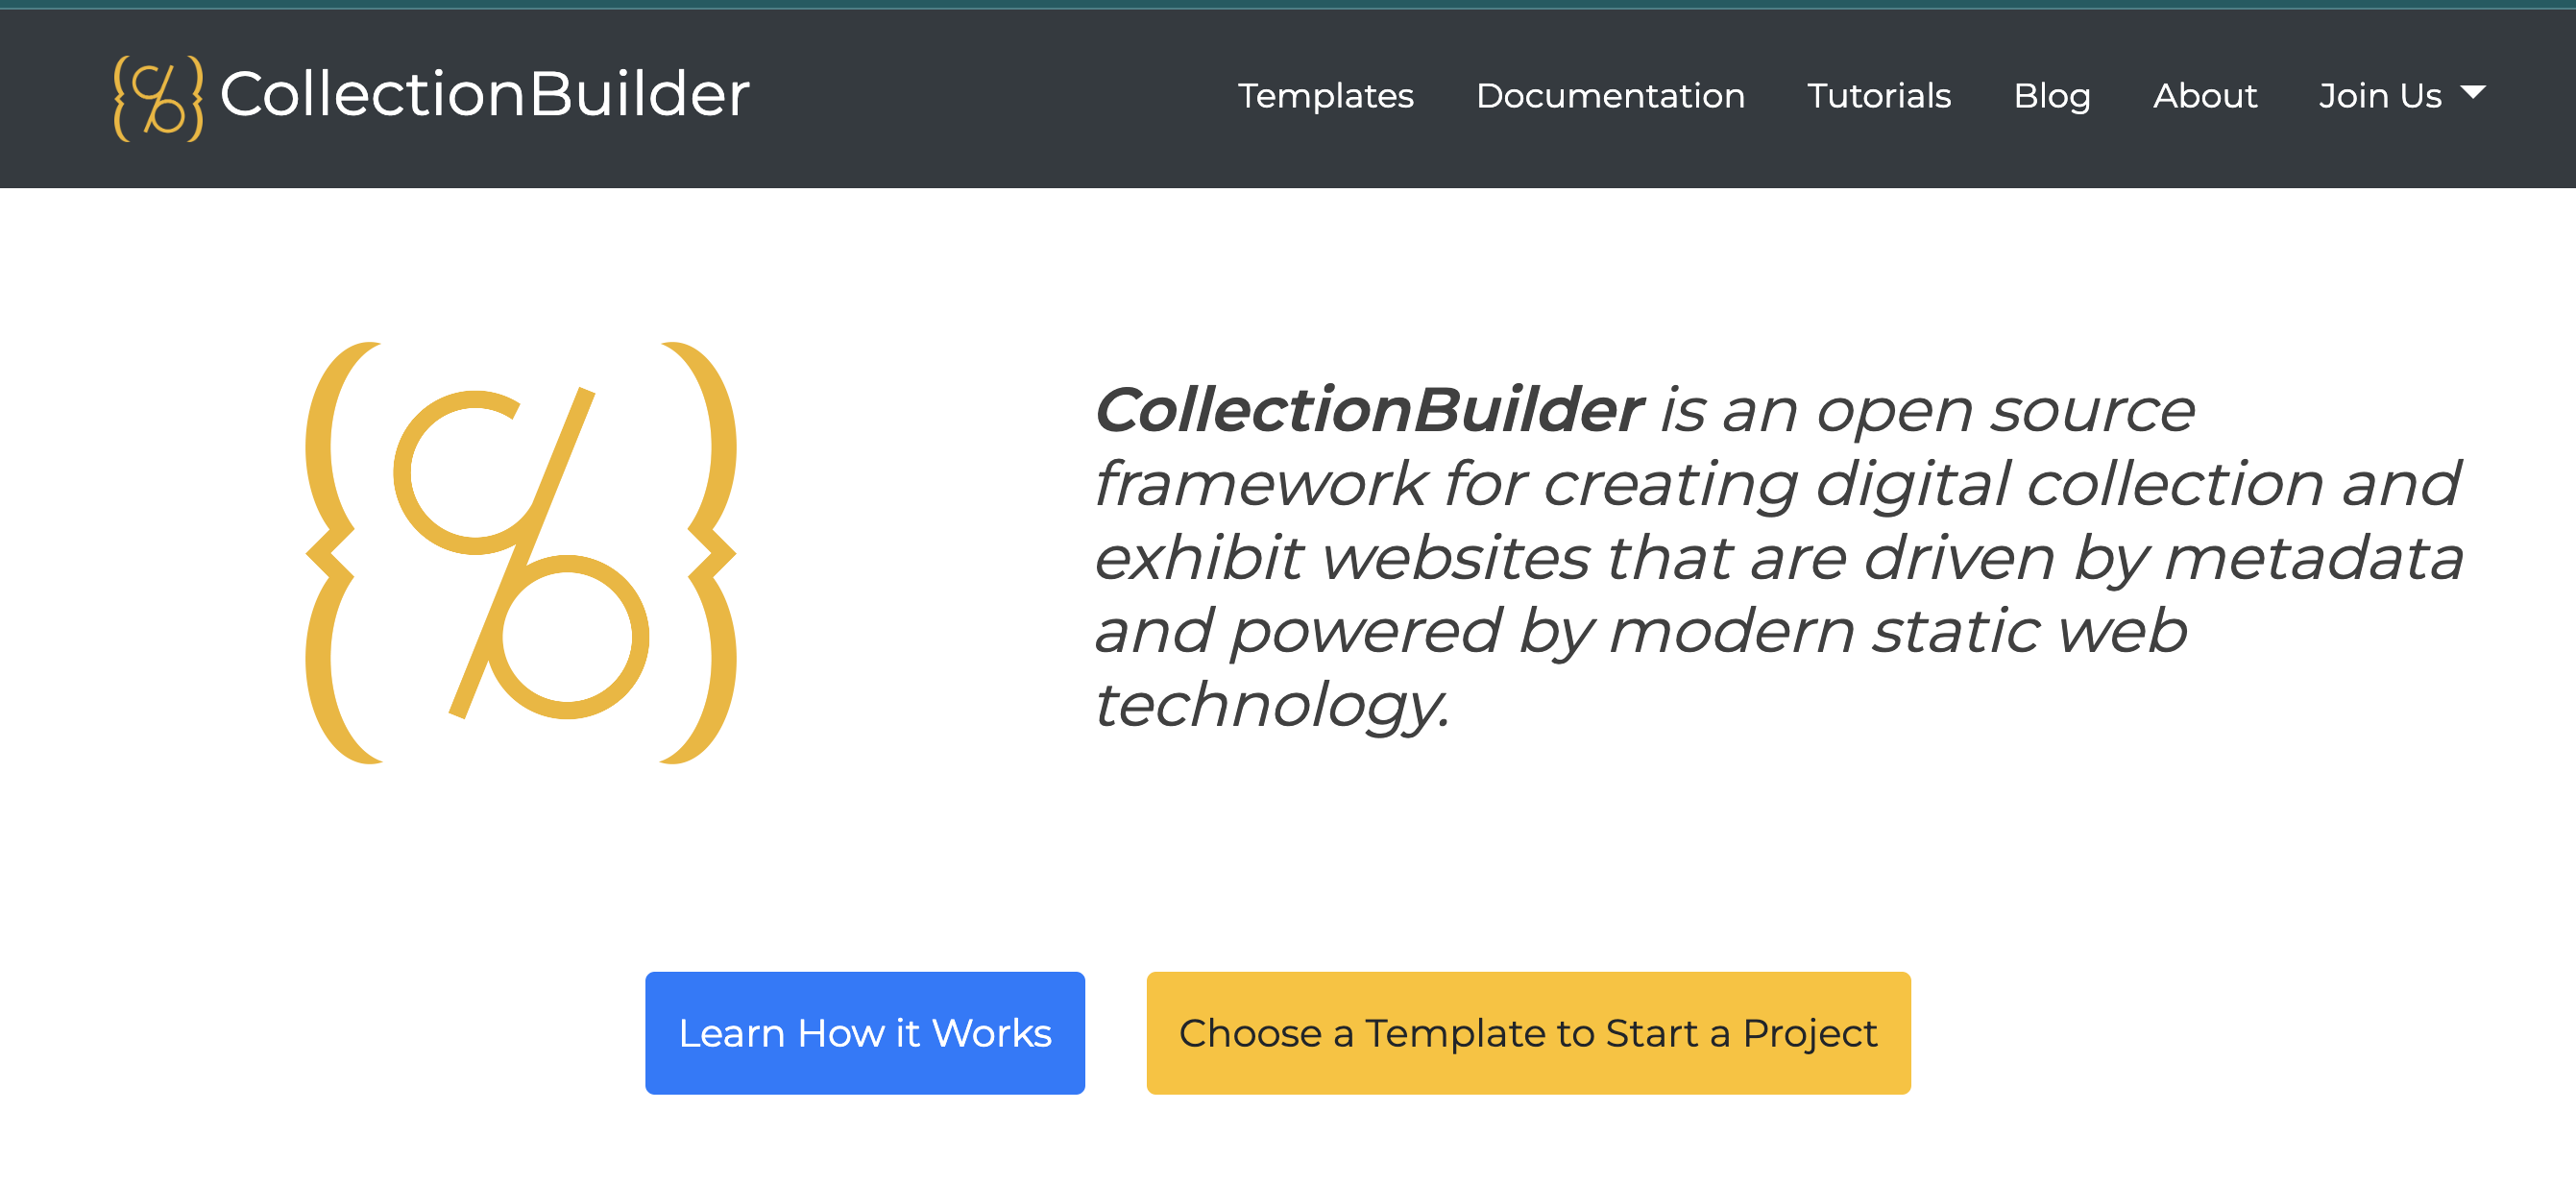 CollectionBuilder
Templates Documentation Tutorials Blog About Join Us
CollectionBuilder is an open source
framework for creating digital collection and
exhibit websites that are driven by metadata
and powered by modern static web
technology.
Learn How it Works
Choose a Template to Start a Project